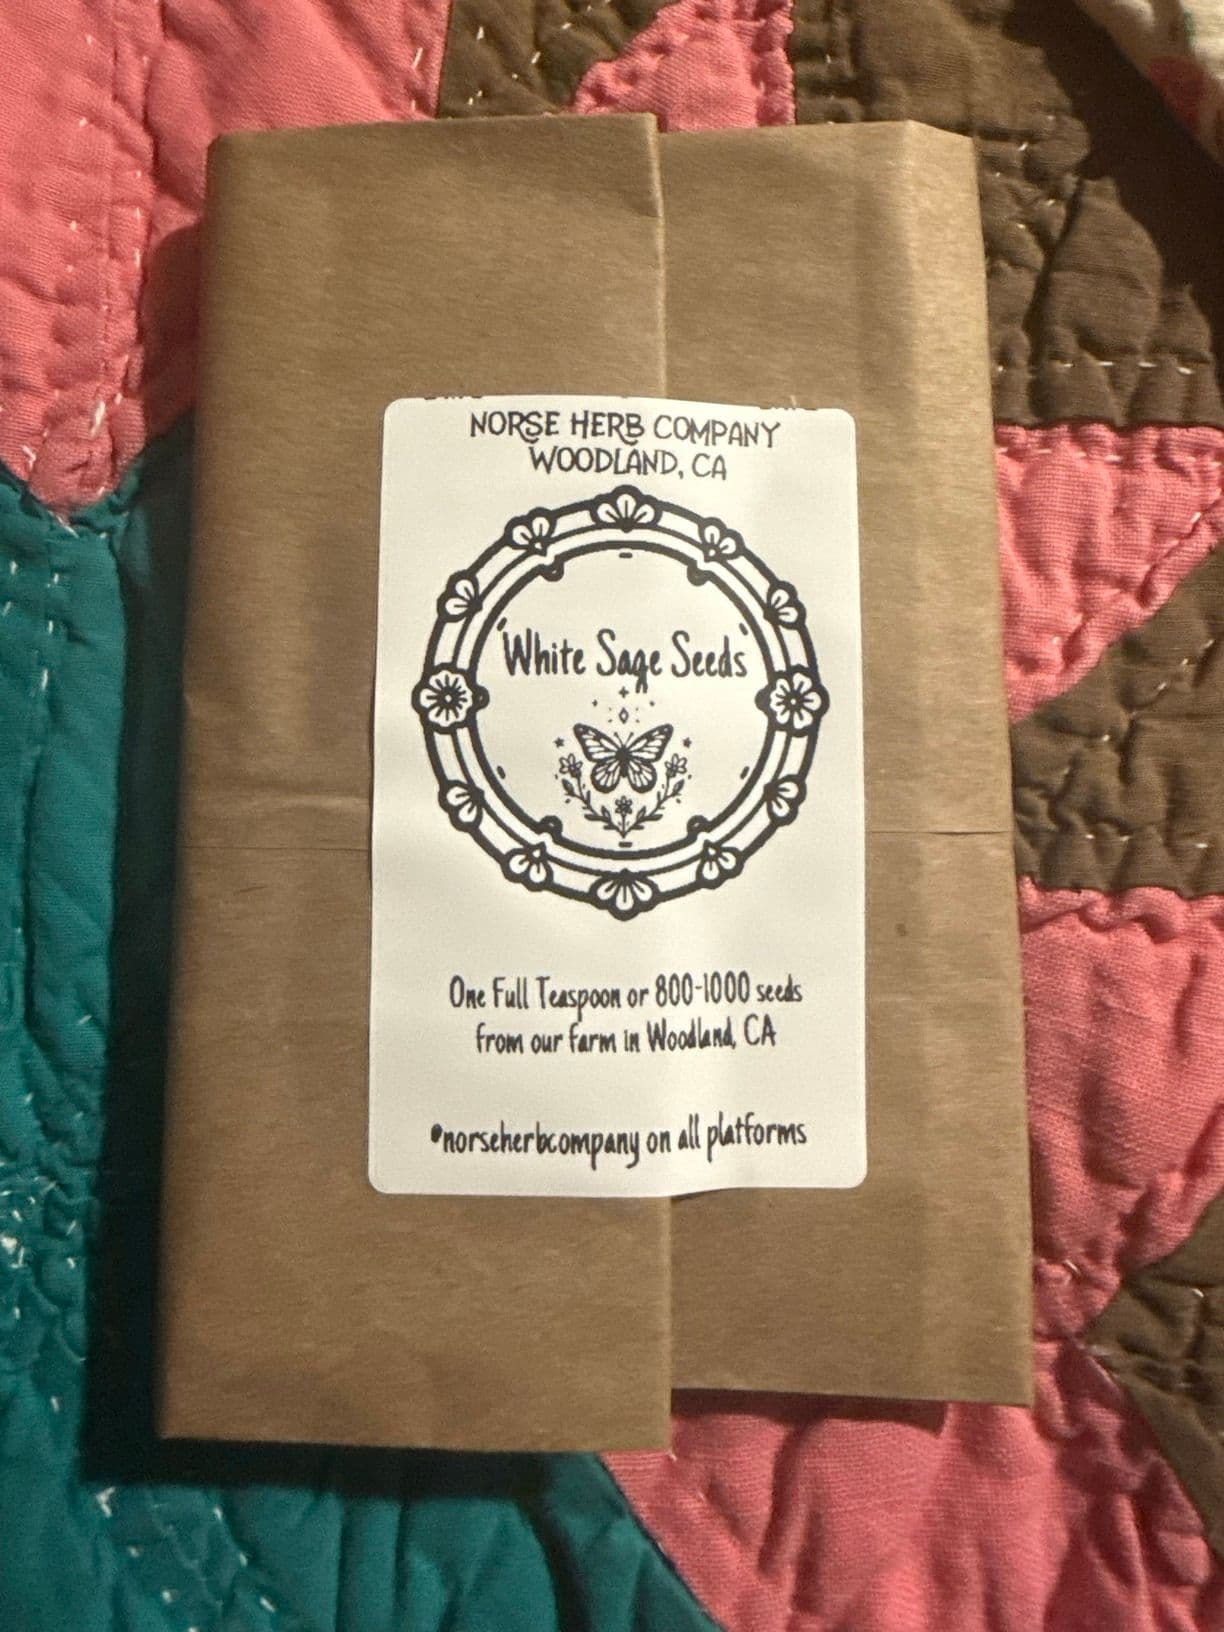 NORSE HERB COMPANY
WOODLAND, CA
White Sage Seeds
One Full Teaspoon or 800-1000 seeds
from our farm in Woodland, CA
*norseherbcompany on all platforms